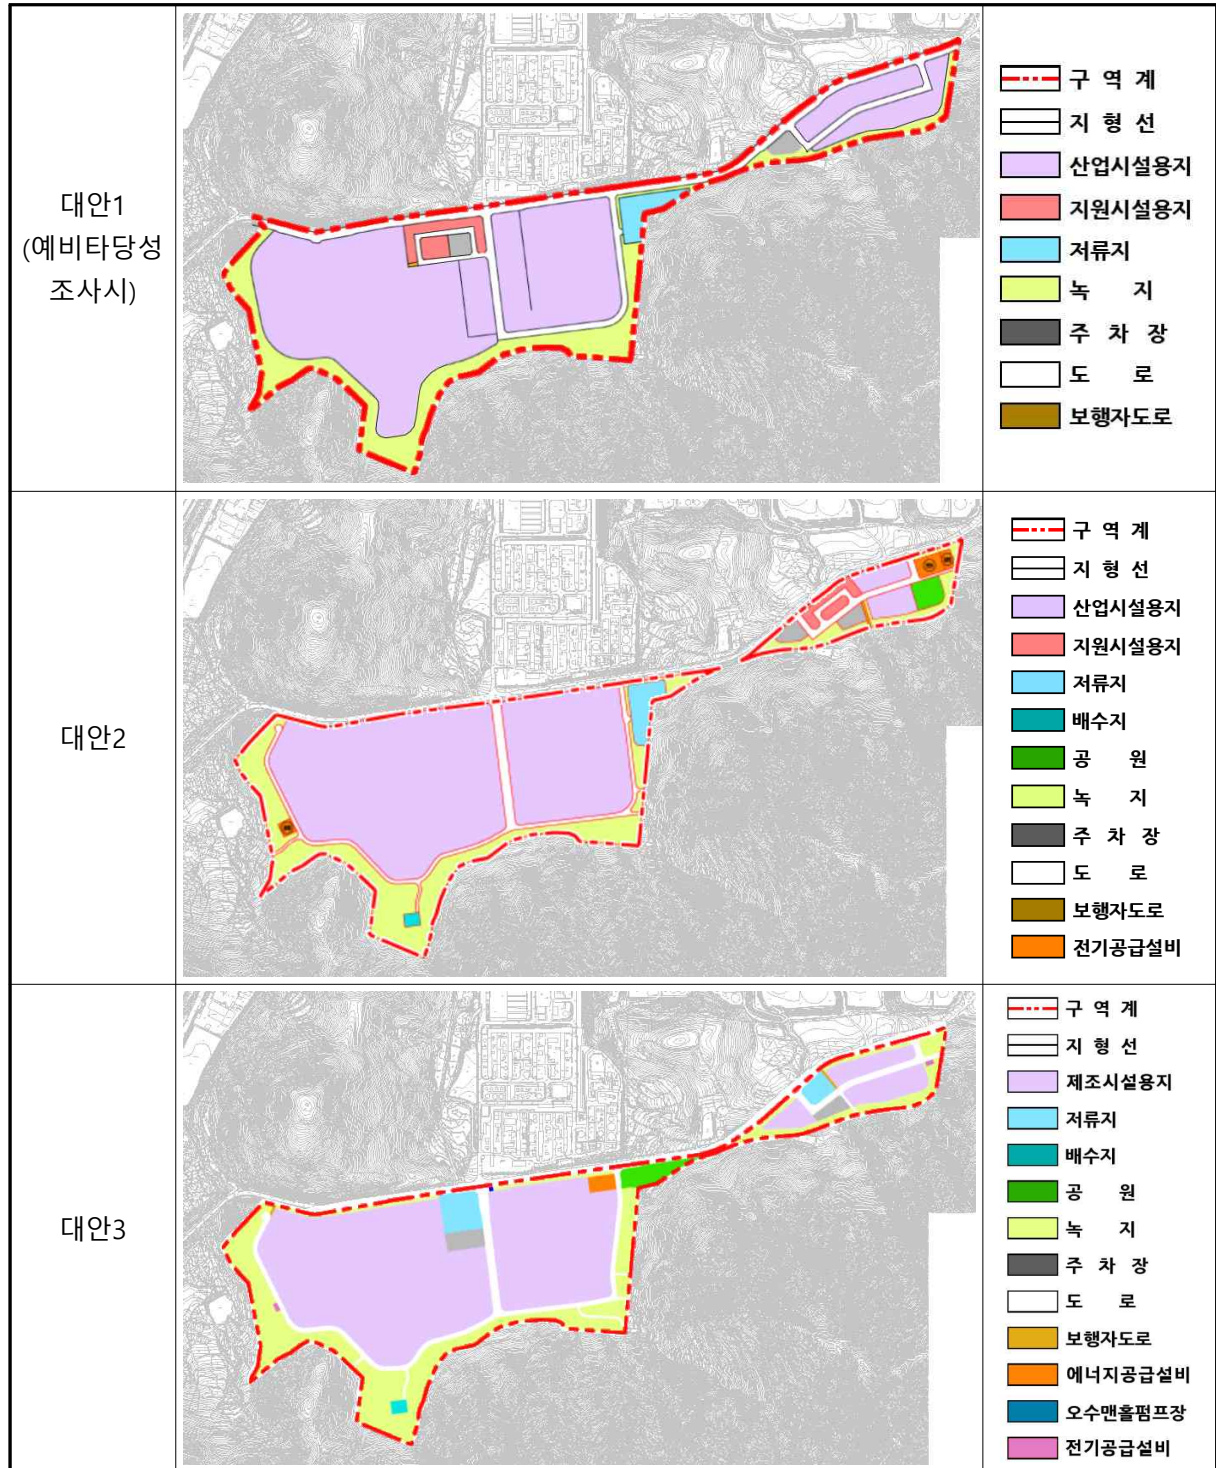 대안1
(예비타당성
조사시)
구 역 계
지 형 선
산업시설용지
지원시설용지
저류지
녹 지
주 차 장
도 로
보행자도로
대안2
구 역 계
지 형 선
산업시설용지
지원시설용지
저류지
배수지
공 원
녹 지
주 차 장
도 로
보행자도로
전기공급설비
대안3
구 역 계
지 형 선
제조시설용지
저류지
배수지
공 원
녹 지
주 차 장
도 로
보행자도로
에너지공급설비
오수맨홀펌프장
전기공급설비